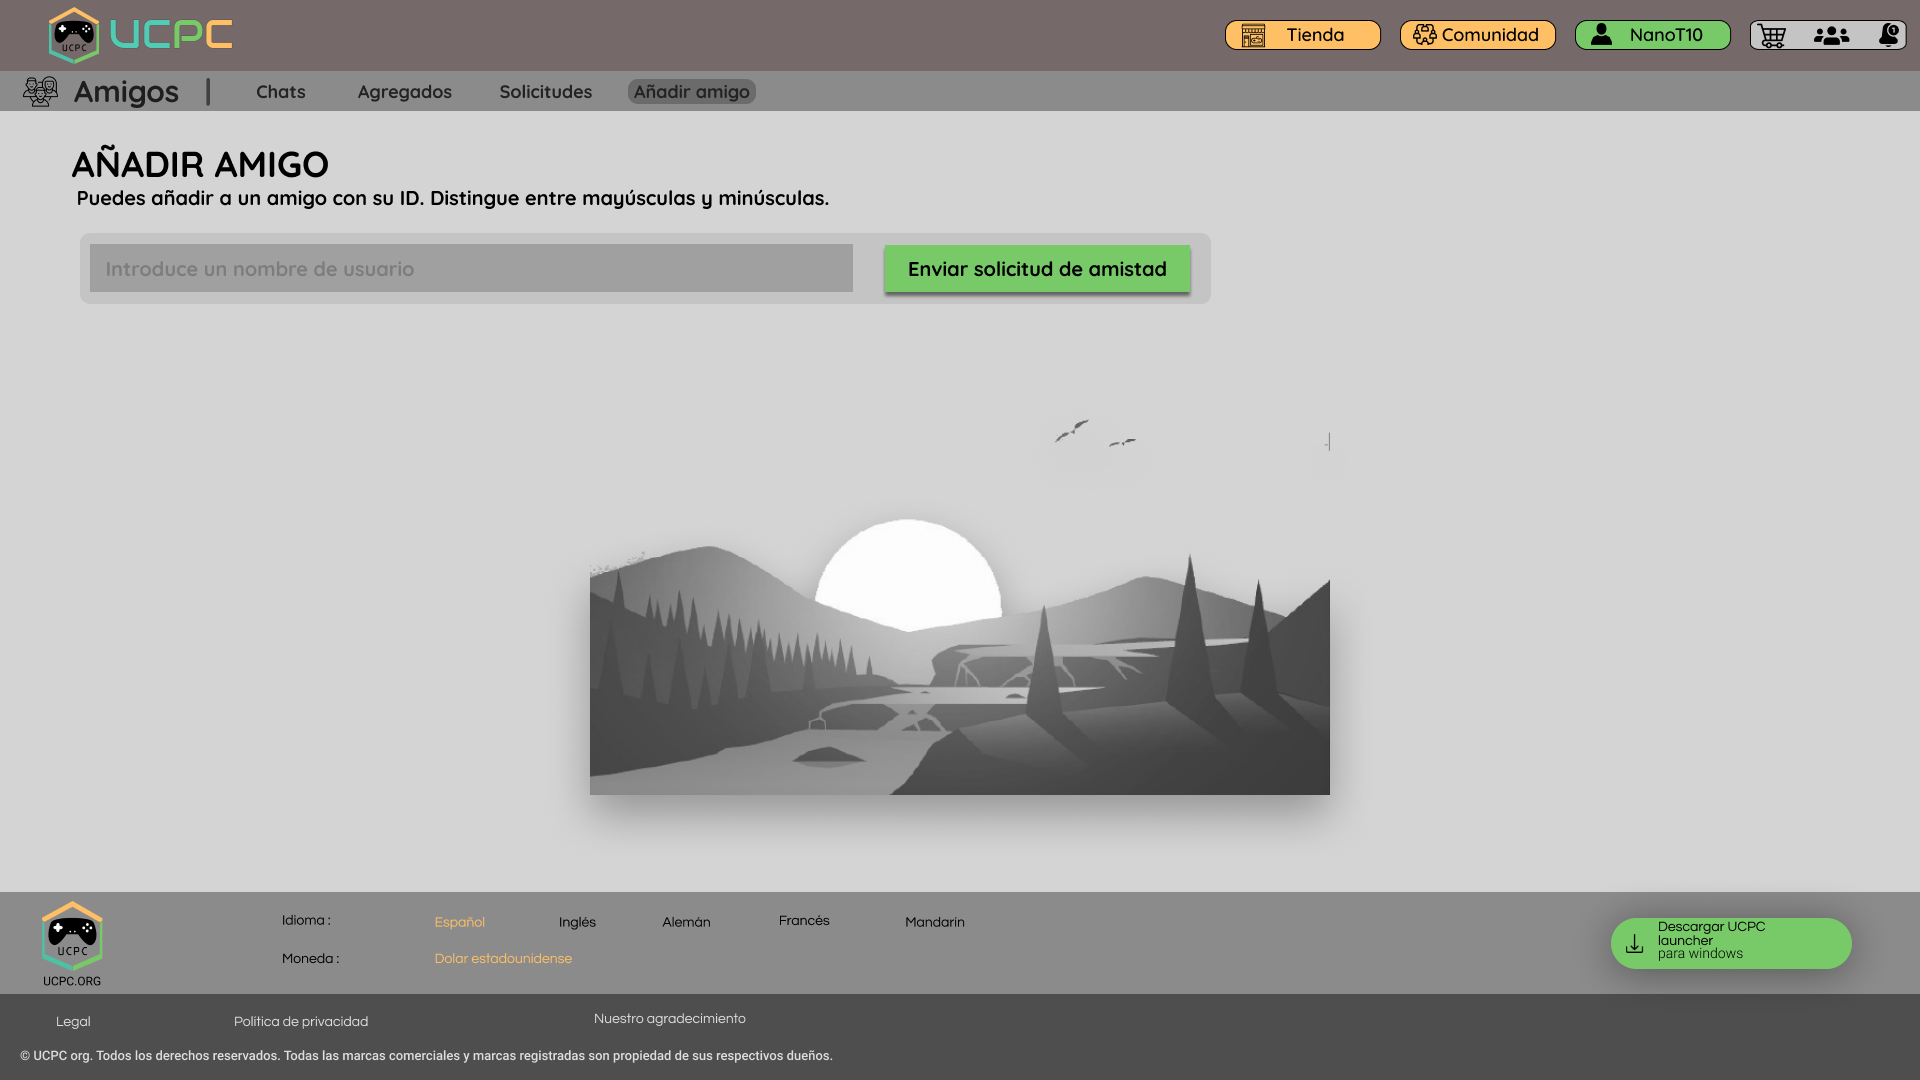 UCPC
UCPC
Tienda
Comunidad
NanoT10
1
Amigos
Chats
Agregados
Solicitudes
Añadir amigo
AÑADIR AMIGO
Puedes añadir a un amigo con su ID. Distingue entre mayúsculas y minúsculas.
Introduce un nombre de usuario
Enviar solicitud de amistad
UCPC
UCPC.ORG
Idioma :
Español
Inglés
Alemán
Francés
Mandarin
Moneda :
Dolar estadounidense
Descargar UCPC
launcher
para windows
Legal
Politica de privacidad
Nuestro agradecimiento
© UCPC org. Todos los derechos reservados. Todas las marcas comerciales y marcas registradas son propiedad de sus respectivos dueños.